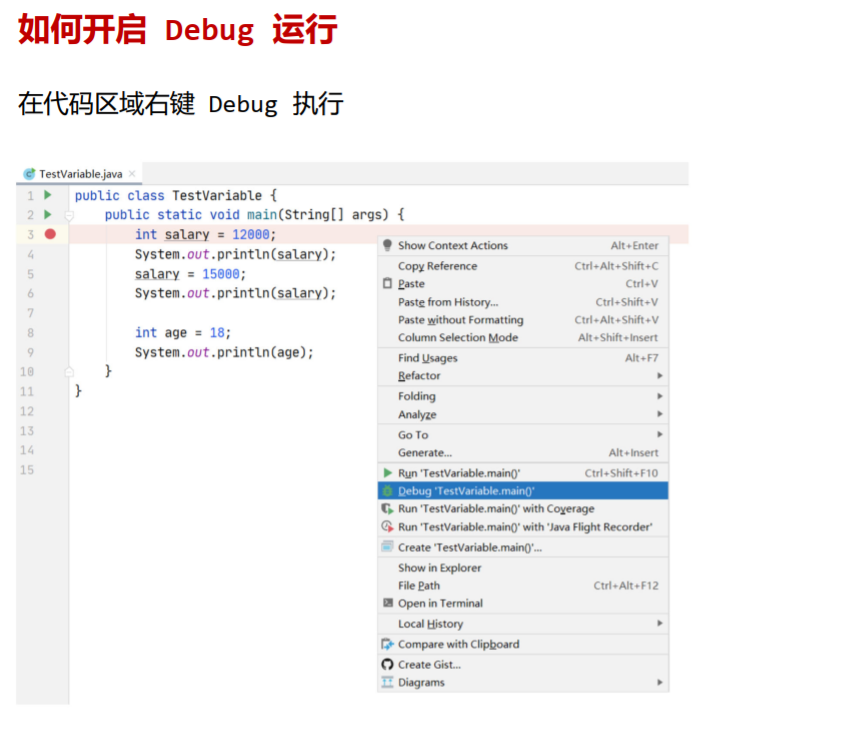 如何开启 Debug 运行
在代码区域右键 Debug 执行
TestVariable.java ×
1 public class TestVariable {
2 public static void main(String[] args) {
3 int salary = 12000;
4 System.out.println(salary);
5 salary = 15000;
6 System.out.println(salary);
7
8 int age = 18;
9 System.out.println(age);
10 }
11 }
12
13
14
15
Show Context Actions Alt+Enter
Copy Reference Ctrl+Alt+Shift+C
Paste Ctrl+V
Paste from History... Ctrl+Shift+V
Paste without Formatting Ctrl+Alt+Shift+V
Column Selection Mode Alt+Shift+Insert
Find Usages Alt+F7
Refactor
Folding
Analyze
Go To
Generate... Alt+Insert
Run 'TestVariable.main()' Ctrl+Shift+F10
Debug 'TestVariable.main()'
Run 'TestVariable.main()' with Coverage
Run 'TestVariable.main()' with 'Java Flight Recorder'
Create 'TestVariable.main()'...
Show in Explorer
File Path Ctrl+Alt+F12
Open in Terminal
Local History
Compare with Clipboard
Create Gist...
Diagrams